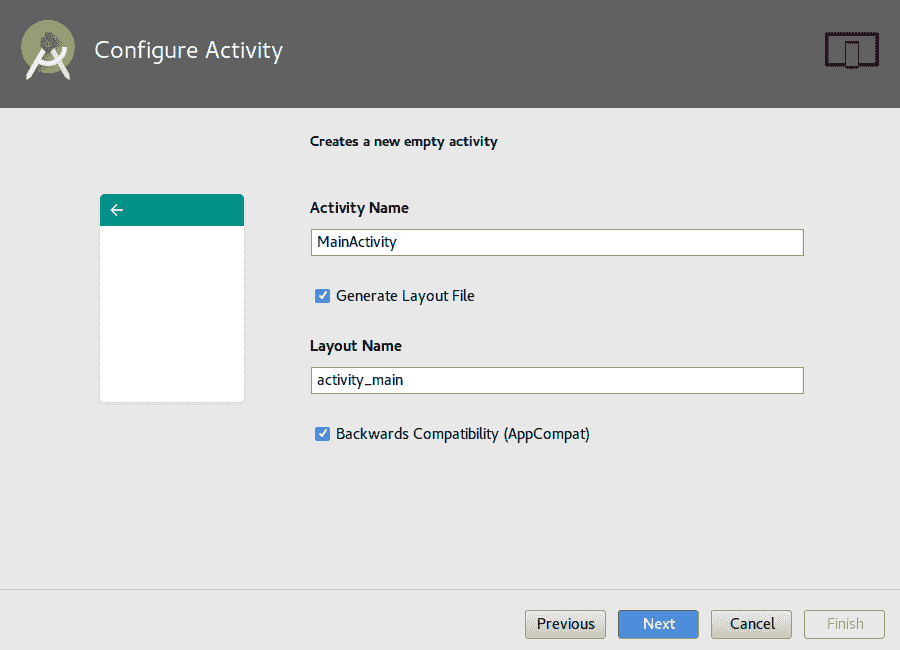 Configure Activity
Creates a new empty activity
Activity Name
MainActivity
Generate Layout File
Layout Name
activity_main
Backwards Compatibility (AppCompat)
Previous Next Cancel Finish